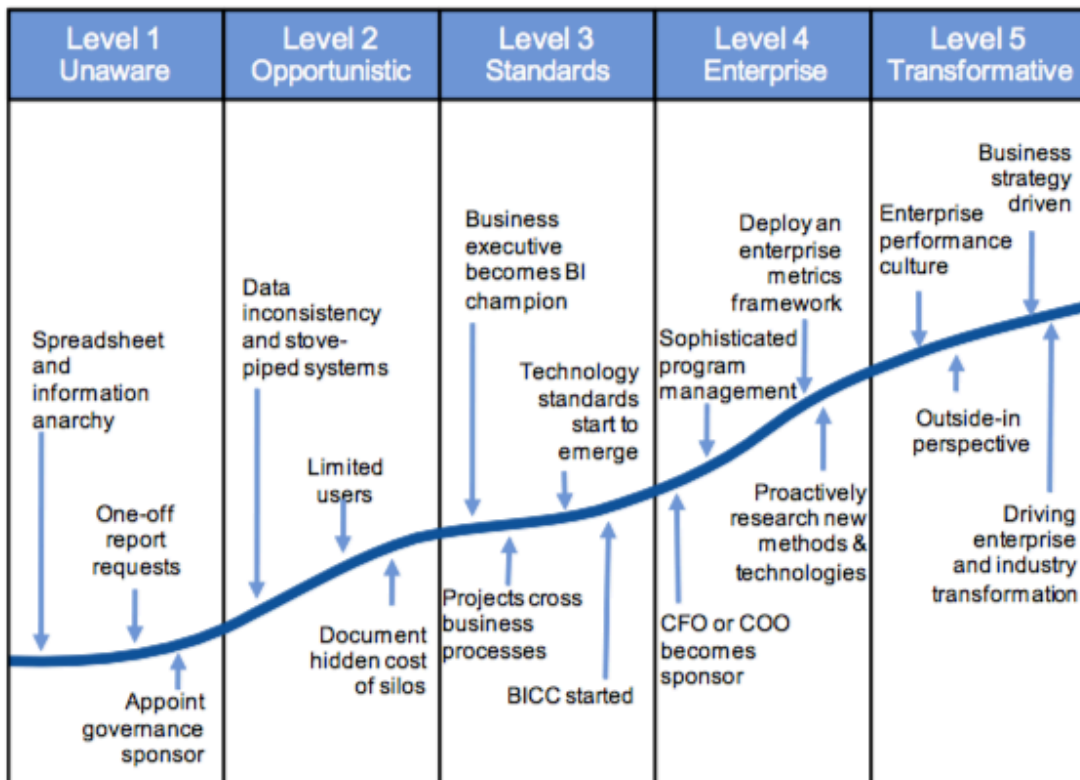 Level 1
Unaware
Level 2
Opportunistic
Level 3
Standards
Level 4
Enterprise
Level 5
Transformative
Spreadsheet
and
information
anarchy
One-off
report
requests
Appoint
governance
sponsor
Data
inconsistency
and stove-
piped systems
Limited
users
Document
hidden cost
of silos
Business
executive
becomes BI
champion
Technology
standards
start to
emerge
Projects cross
business
processes
BICC started
Deploy an
enterprise
metrics
framework
Sophisticated
program
management
Proactively
research new
methods &
technologies
CFO or COO
becomes
sponsor
Business
strategy
driven
Enterprise
performance
culture
Outside-in
perspective
Driving
enterprise
and industry
transformation